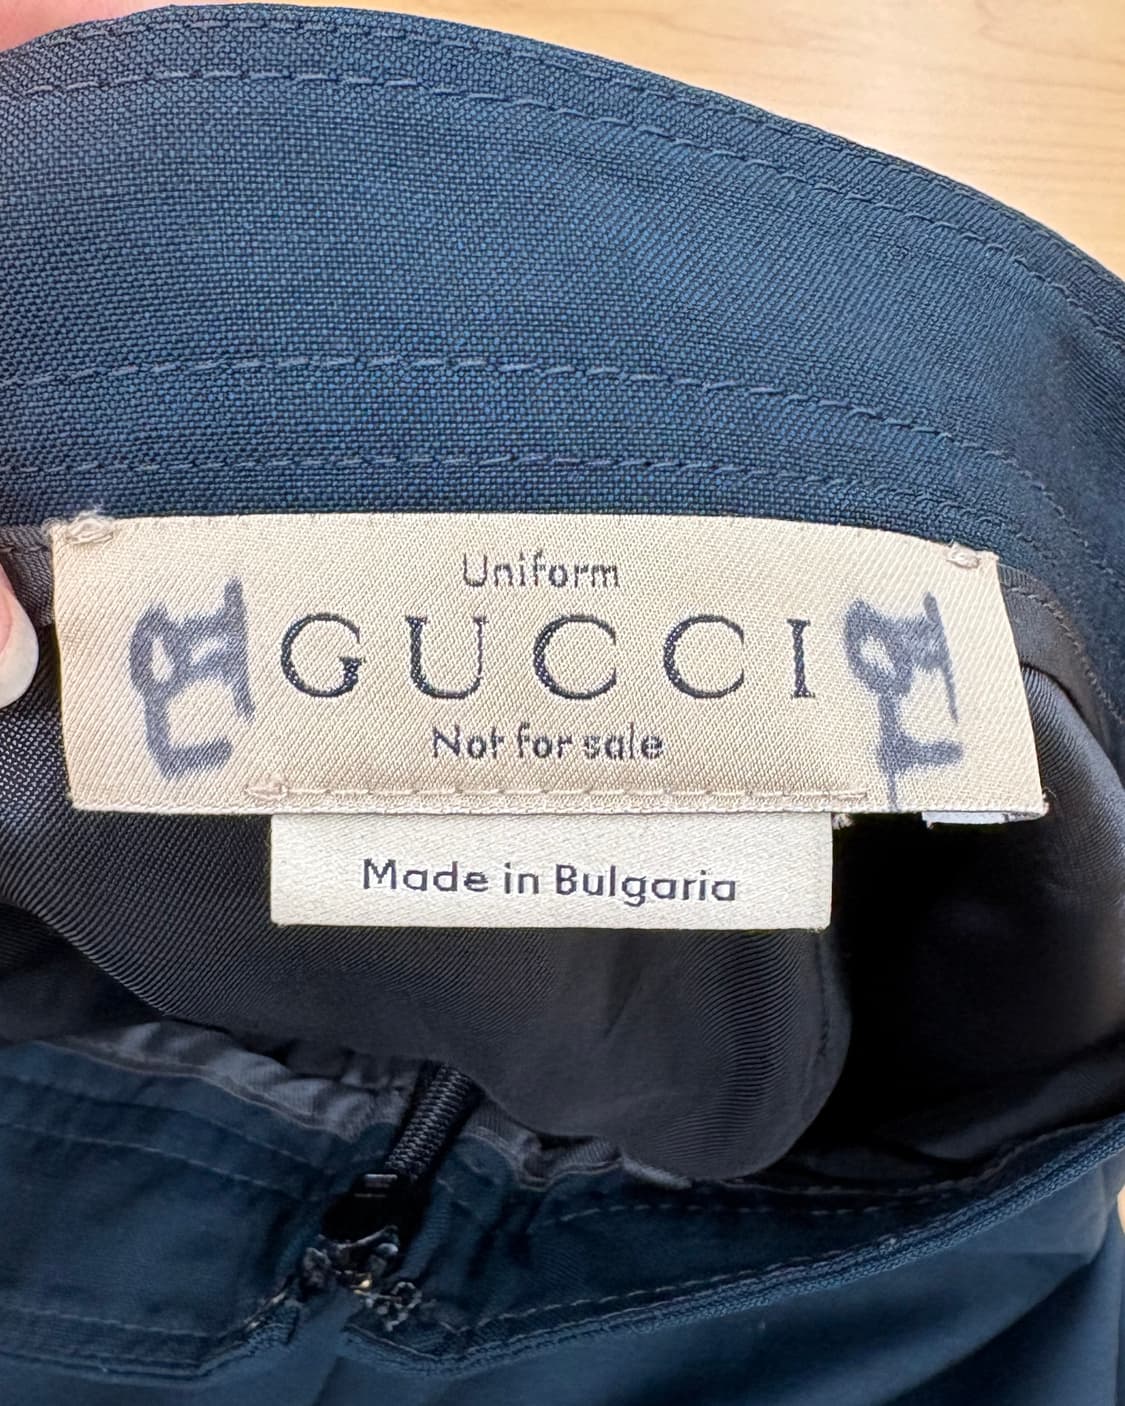 Uniform
GUCCI
Not for sale
Made in Bulgaria